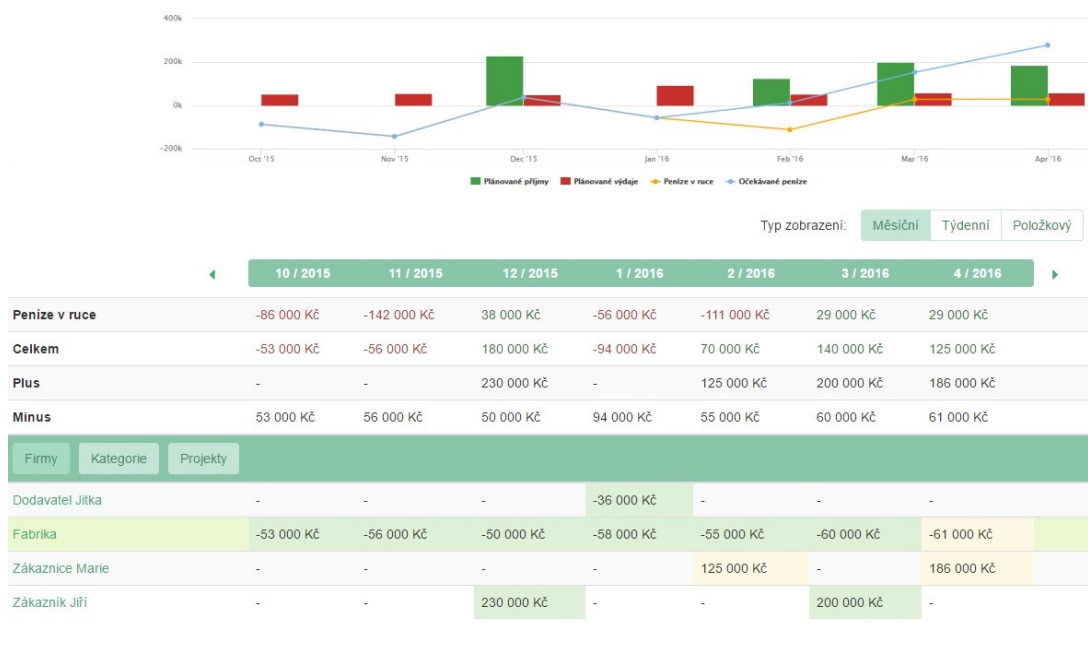 400k
200k
0k
-200k
Oct '15 Nov '15 Dec '15 Jan '16 Feb '16 Mar '16 Apr '16
Plánované příjmy Plánované výdaje Peníze v ruce Očekávané peníze
Typ zobrazení: Měsíční Týdenní Položkový
10 / 2015 11 / 2015 12 / 2015 1 / 2016 2 / 2016 3 / 2016 4 / 2016
Peníze v ruce -86 000 Kč -142 000 Kč 38 000 Kč -56 000 Kč -111 000 Kč 29 000 Kč 29 000 Kč
Celkem -53 000 Kč -56 000 Kč 180 000 Kč -94 000 Kč 70 000 Kč 140 000 Kč 125 000 Kč
Plus - - 230 000 Kč - 125 000 Kč 200 000 Kč 186 000 Kč
Minus 53 000 Kč 56 000 Kč 50 000 Kč 94 000 Kč 55 000 Kč 60 000 Kč 61 000 Kč
Firmy Kategorie Projekty
Dodavatel Jitka - - - -36 000 Kč - - -
Fabrika -53 000 Kč -56 000 Kč -50 000 Kč -58 000 Kč -55 000 Kč -60 000 Kč -61 000 Kč
Zákaznice Marie - - - - 125 000 Kč - 186 000 Kč
Zákazník Jiří - - 230 000 Kč - - 200 000 Kč -